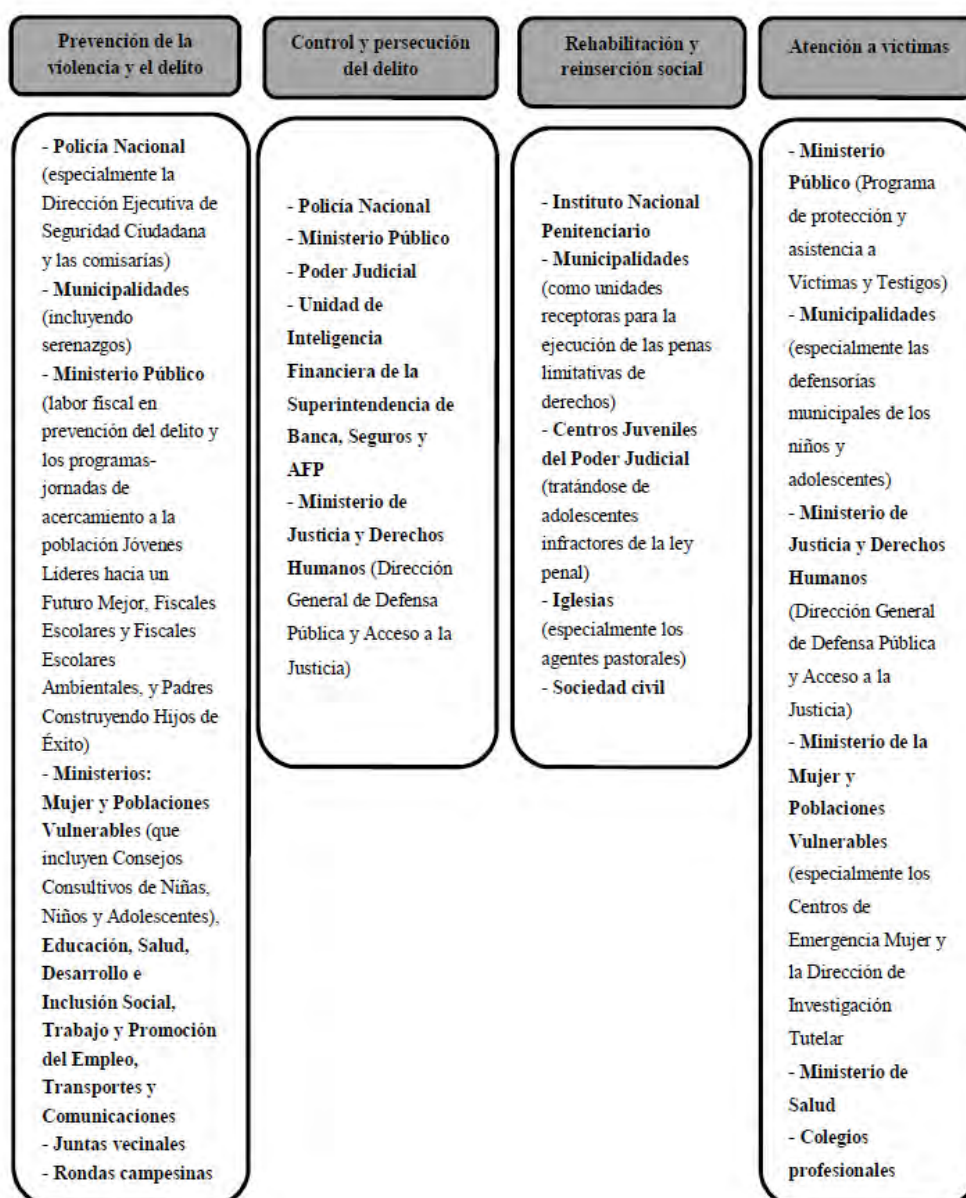 Prevención de la
violencia y el delito
- Policía Nacional
(especialmente la
Dirección Ejecutiva de
Seguridad Ciudadana
y las comisarías)
- Municipalidades
(incluyendo
serenazgos)
- Ministerio Público
(labor fiscal en
prevención del delito y
los programas-
jornadas de
acercamiento a la
población Jóvenes
Líderes hacia un
Futuro Mejor, Fiscales
Escolares y Fiscales
Escolares
Ambientales, y Padres
Construyendo Hijos de
Éxito)
- Ministerios:
Mujer y Poblaciones
Vulnerables (que
incluyen Consejos
Consultivos de Niñas,
Niños y Adolescentes),
Educación, Salud,
Desarrollo e
Inclusión Social,
Trabajo y Promoción
del Empleo,
Transportes y
Comunicaciones
- Juntas vecinales
- Rondas campesinas
Control y persecución
del delito
- Policía Nacional
- Ministerio Público
- Poder Judicial
- Unidad de
Inteligencia
Financiera de la
Superintendencia de
Banca, Seguros y
AFP
- Ministerio de
Justicia y Derechos
Humanos (Dirección
General de Defensa
Pública y Acceso a la
Justicia)
Rehabilitación y
reinserción social
- Instituto Nacional
Penitenciario
- Municipalidades
(como unidades
receptoras para la
ejecución de las penas
limitativas de
derechos)
- Centros Juveniles
del Poder Judicial
(tratándose de
adolescentes
infractores de la ley
penal)
- Iglesias
(especialmente los
agentes pastorales)
- Sociedad civil
Atención a víctimas
- Ministerio
Público (Programa
de protección y
asistencia a
Víctimas y Testigos)
- Municipalidades
(especialmente las
defensorías
municipales de los
niños y
adolescentes)
- Ministerio de
Justicia y Derechos
Humanos
(Dirección General
de Defensa Pública
y Acceso a la
Justicia)
- Ministerio de la
Mujer y
Poblaciones
Vulnerables
(especialmente los
Centros de
Emergencia Mujer y
la Dirección de
Investigación
Tutelar
- Ministerio de
Salud
- Colegios
profesionales